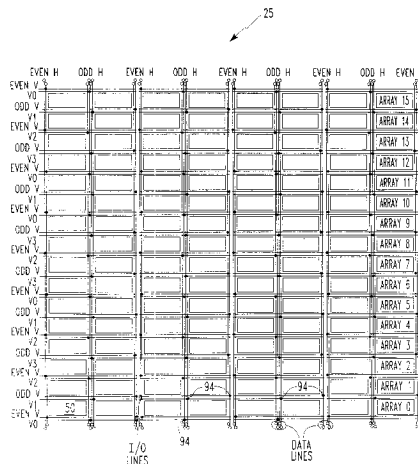 25
EVEN H ODD H EVEN H ODD H EVEN H ODD H EVEN H ODD H EVEN
EVEN V
V0 ARRAY 15
ODD V
V1 ARRAY 14
EVEN V
V2 ARRAY 13
ODD V
V3 ARRAY 12
EVEN V
V0 ARRAY 11
ODD V
V1 ARRAY 10
EVEN V
V0 ARRAY 9
ODD V
V3 ARRAY 8
EVEN V
V2 ARRAY 7
ODD V
V3 ARRAY 6
EVEN V
V0 ARRAY 5
ODD V
V1 ARRAY 4
EVEN V
V2 ARRAY 3
ODD V
V3 ARRAY 2
EVEN V
V2 94 94 ARRAY 1
ODD V
V1 50 ARRAY 0
EVEN V
V0
94
I/O
LINES
DATA
LINES